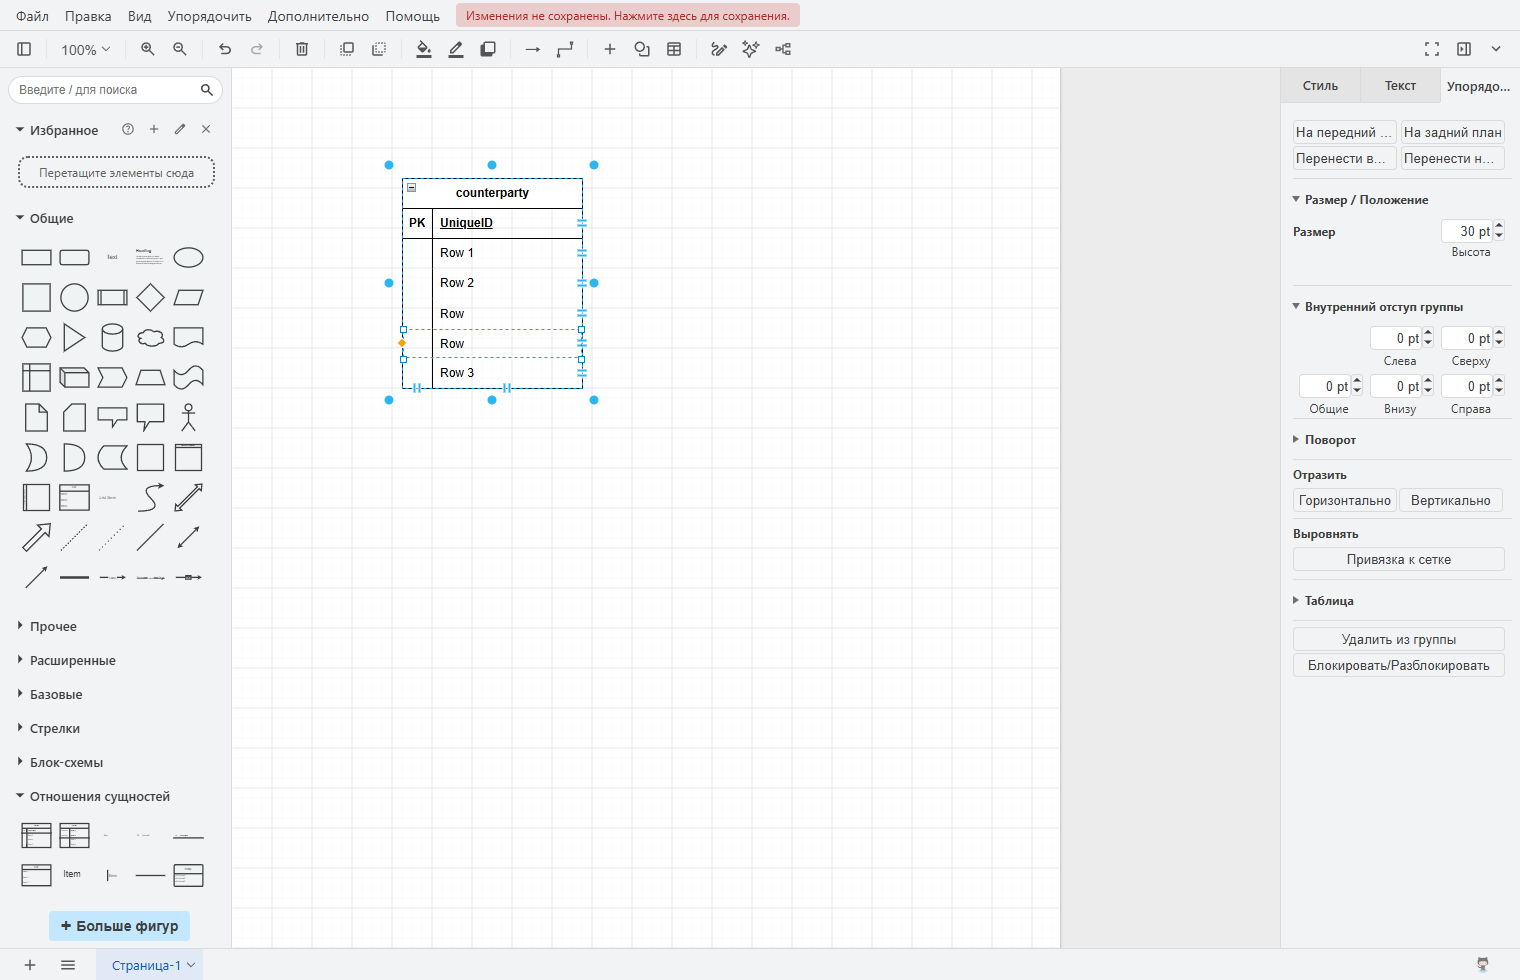 Файл Правка Вид Упорядочить Дополнительно Помощь Изменения не сохранены. Нажмите здесь для сохранения.
100%
Введите / для поиска
Избранное
Перетащите элементы сюда
Общие
Text
Heading
List Item
Прочее
Расширенные
Базовые
Стрелки
Блок-схемы
Отношения сущностей
Item
+ Больше фигур
Страница-1
counterparty
PK UniqueID
Row 1
Row 2
Row
Row
Row 3
Стиль Текст Упорядо...
На передний ... На задний план
Перенести в... Перенести н...
Размер / Положение
Размер 30 pt
Высота
Внутренний отступ группы
0 pt 0 pt
Слева Сверху
0 pt 0 pt 0 pt
Общие Внизу Справа
Поворот
Отразить
Горизонтально Вертикально
Выровнять
Привязка к сетке
Таблица
Удалить из группы
Блокировать/Разблокировать